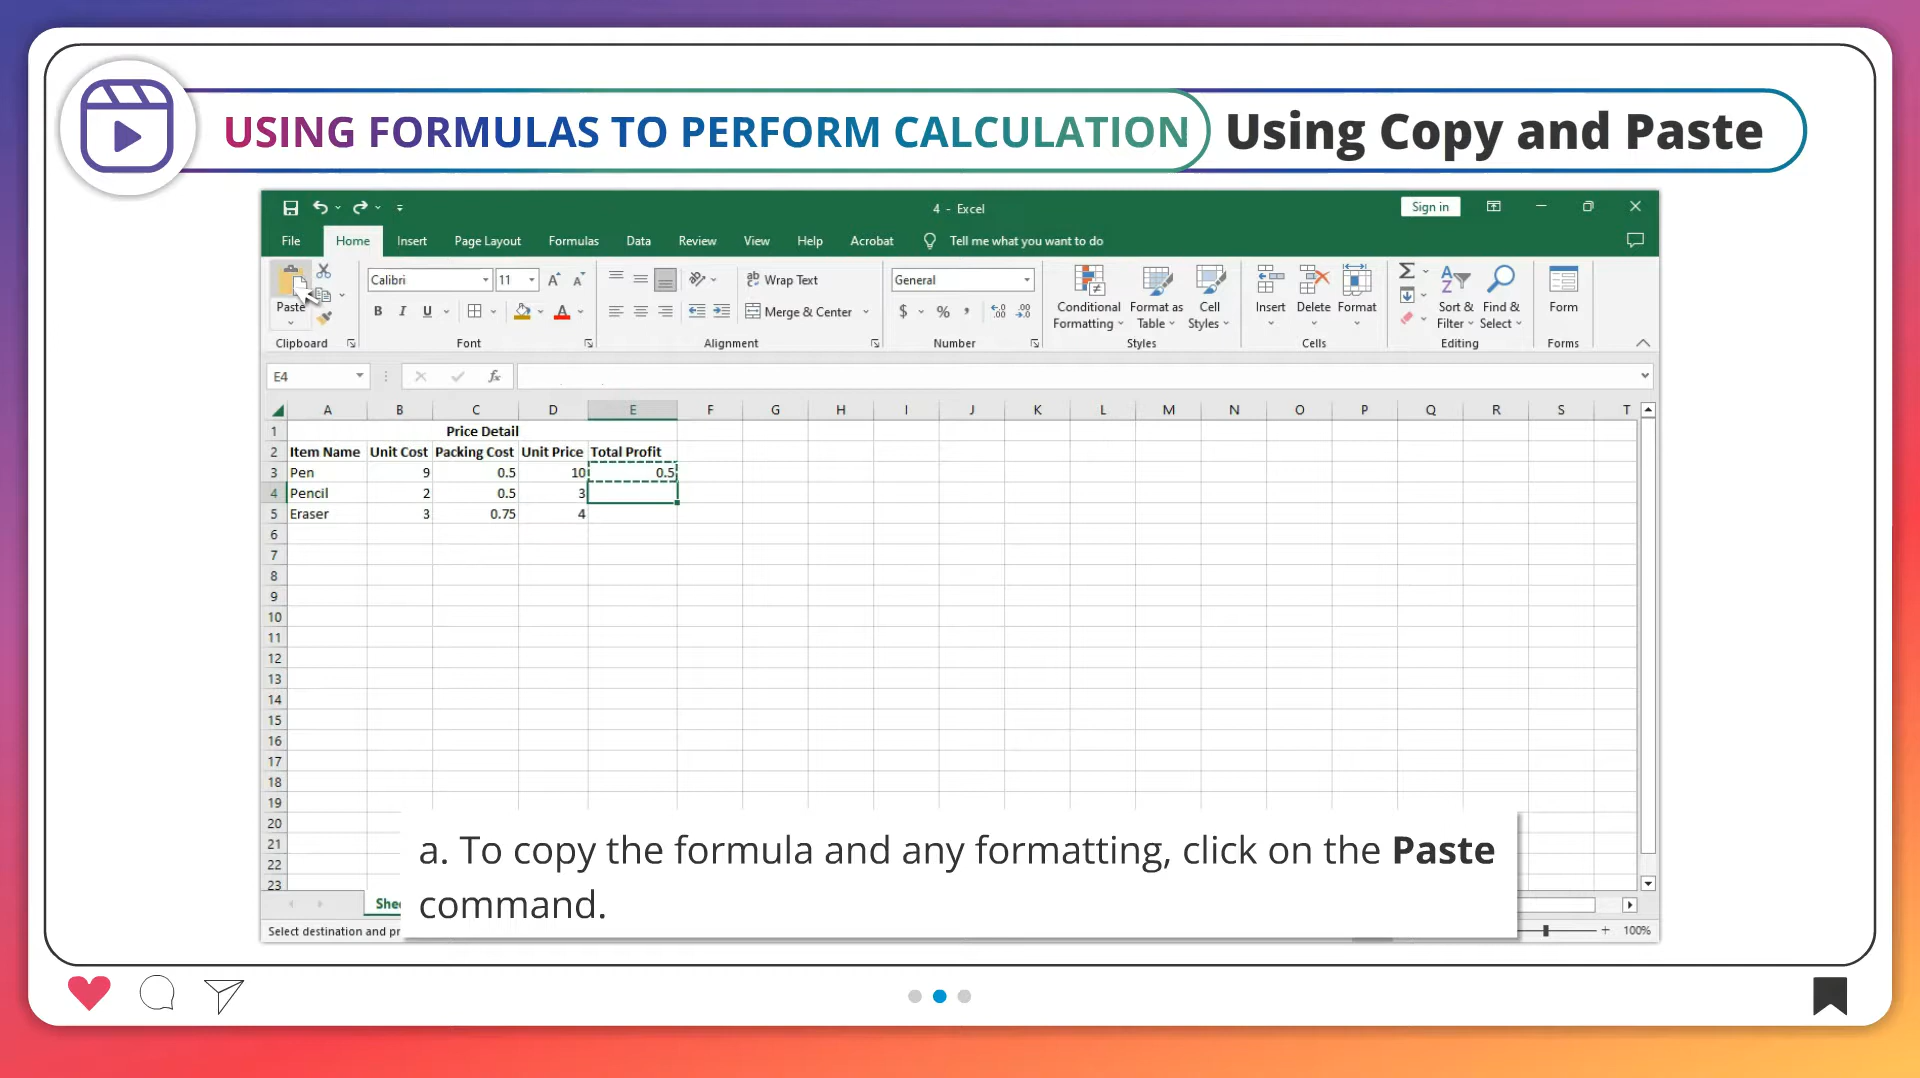 USING FORMULAS TO PERFORM CALCULATION Using Copy and Paste
4 - Excel
Sign in
File Home Insert Page Layout Formulas Data Review View Help Acrobat Tell me what you want to do
Paste
Clipboard
Calibri 11
B I U
Font
Wrap Text
Merge & Center
Alignment
General
$ % ,
Number
Conditional Formatting
Format as Table
Cell Styles
Styles
Insert Delete Format
Cells
Sort & Filter
Find & Select
Editing
Form
Forms
E4 fx
A B C D E F G H I J K L M N O P Q R S T
1 Price Detail
2 Item Name Unit Cost Packing Cost Unit Price Total Profit
3 Pen 9 0.5 10 0.5
4 Pencil 2 0.5 3
5 Eraser 3 0.75 4
6
7
8
9
10
11
12
13
14
15
16
17
18
19
20
21
22
23
a. To copy the formula and any formatting, click on the Paste
command.
Shee
Select destination and pr
100%